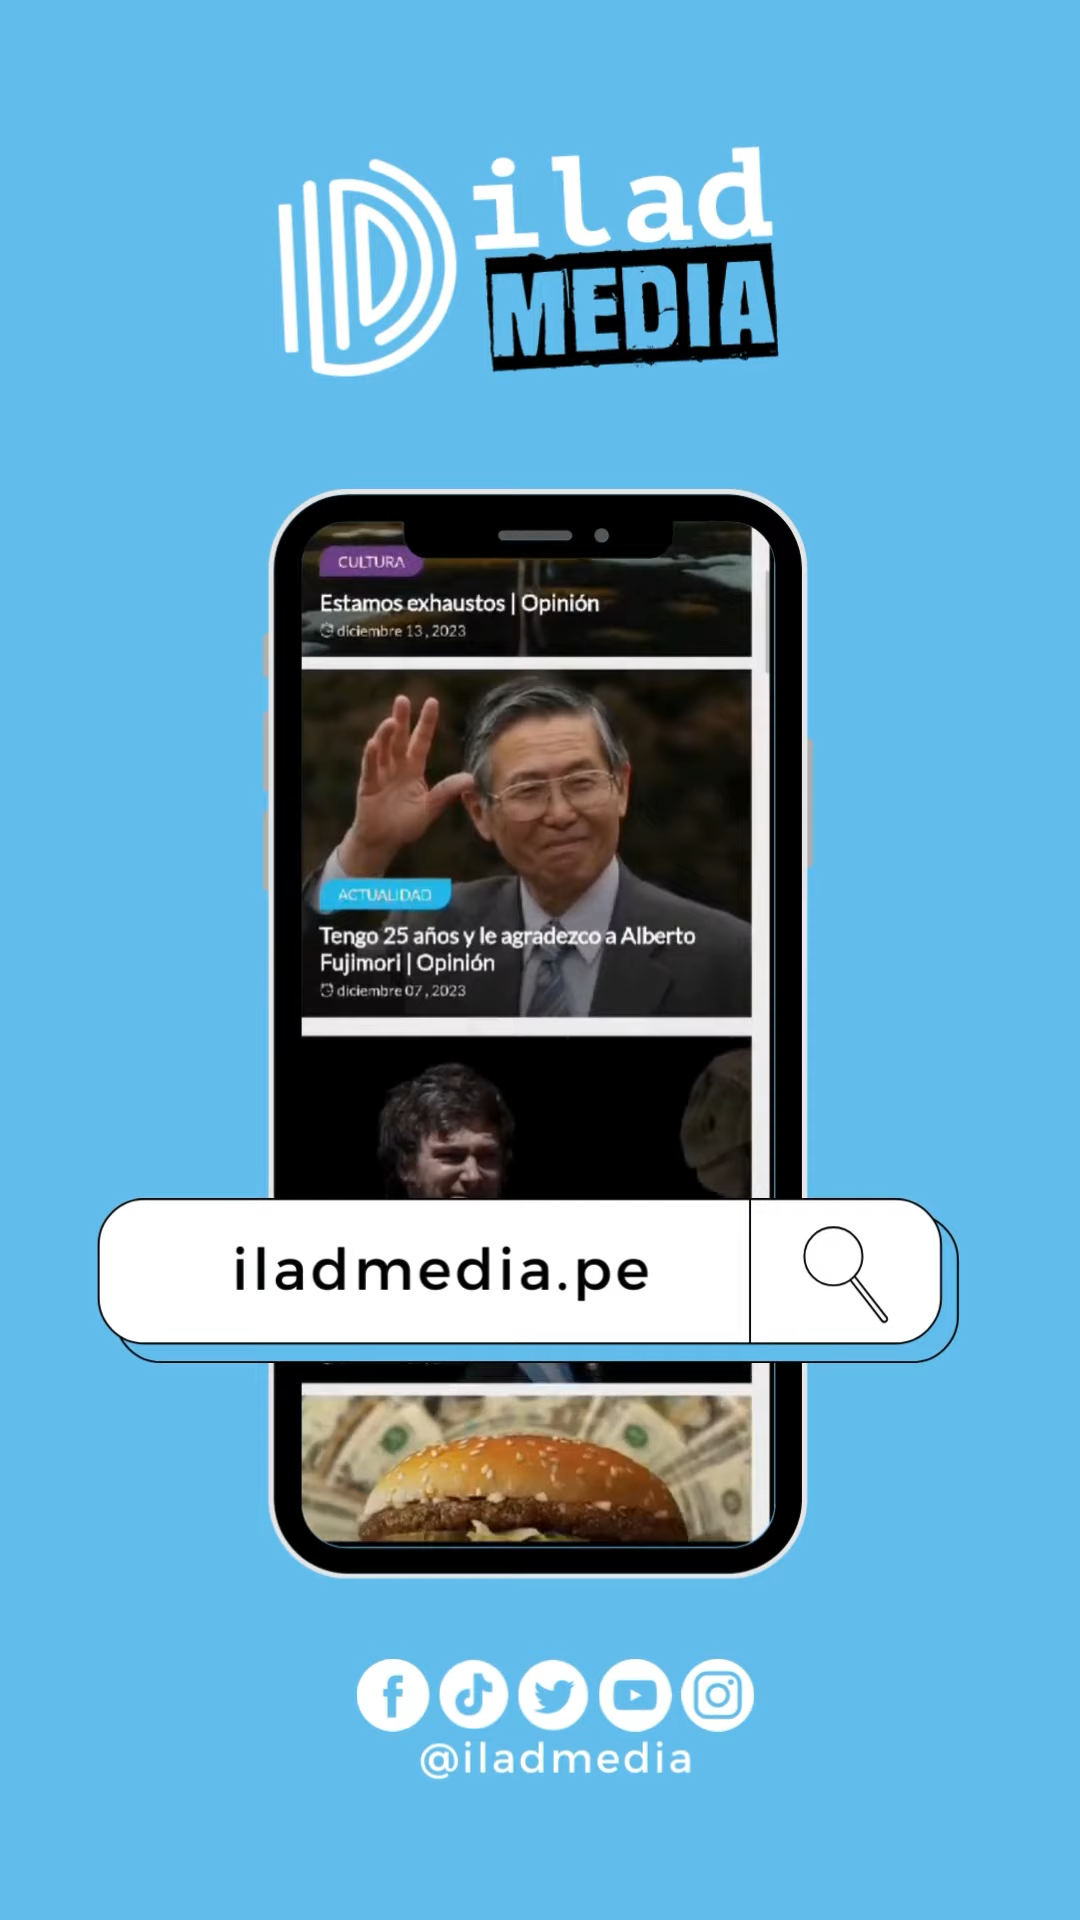 ilad
MEDIA
CULTURA
Estamos exhaustos | Opinión
diciembre 13, 2023
ACTUALIDAD
Tengo 25 años y le agradezco a Alberto
Fujimori | Opinión
diciembre 07, 2023
iladmedia.pe
@iladmedia